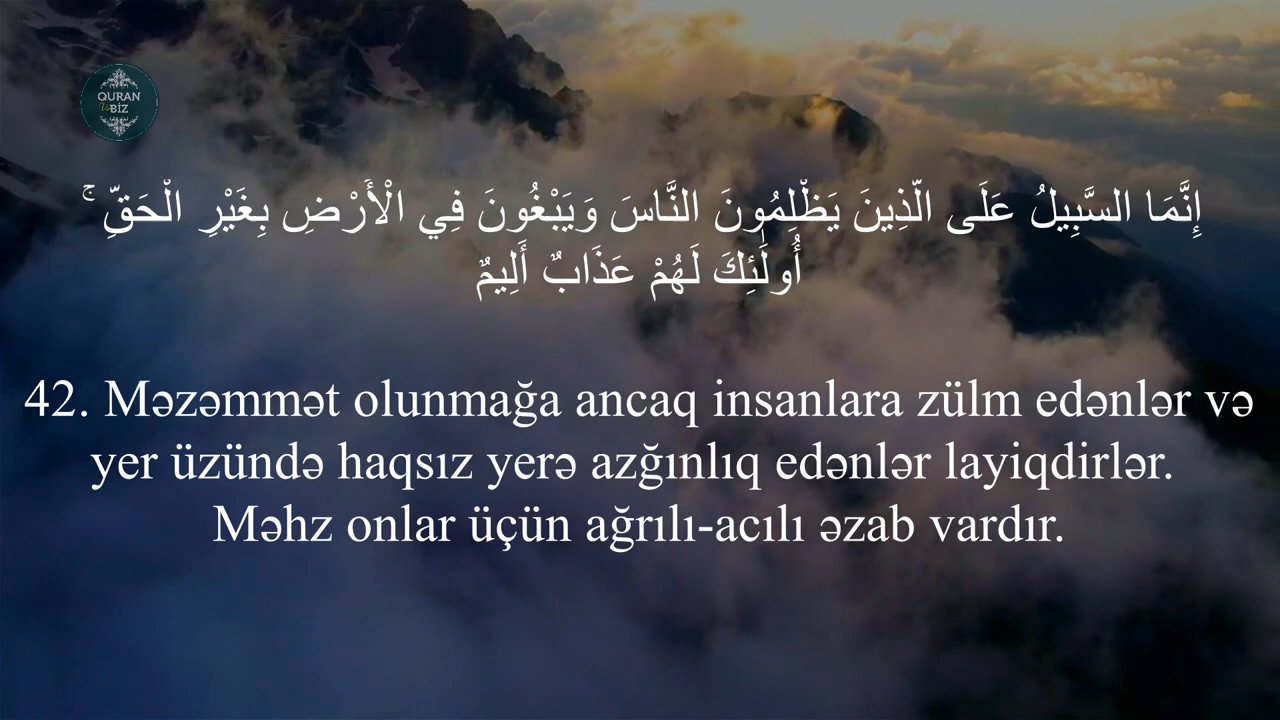 QURAN
və BİZ
إِنَّمَا السَّبِيلُ عَلَى الَّذِينَ يَظْلِمُونَ النَّاسَ وَيَبْغُونَ فِي الْأَرْضِ بِغَيْرِ الْحَقِّ ۚ
أُولَٰئِكَ لَهُمْ عَذَابٌ أَلِيمٌ
42. Məzəmmət olunmağa ancaq insanlara zülm edənlər və
yer üzündə haqsız yerə azğınlıq edənlər layiqdirlər.
Məhz onlar üçün ağrılı-acılı əzab vardır.